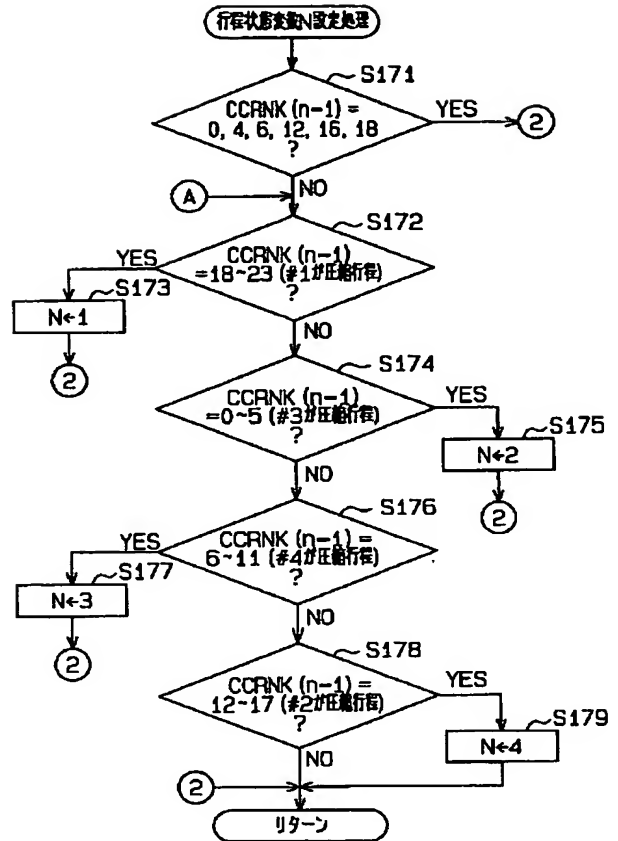 行程状態変数N設定処理
S171
CCRNK (n-1) =
0, 4, 6, 12, 16, 18
?
YES
2
NO
A
S172
CCRNK (n-1)
=18~23 (#1が圧縮行程)
?
YES
S173
N←1
2
NO
S174
CCRNK (n-1)
=0~5 (#3が圧縮行程)
?
YES
S175
N←2
2
NO
S176
CCRNK (n-1) =
6~11 (#4が圧縮行程)
?
YES
S177
N←3
2
NO
S178
CCRNK (n-1) =
12~17 (#2が圧縮行程)
?
YES
S179
N←4
NO
2
リターン